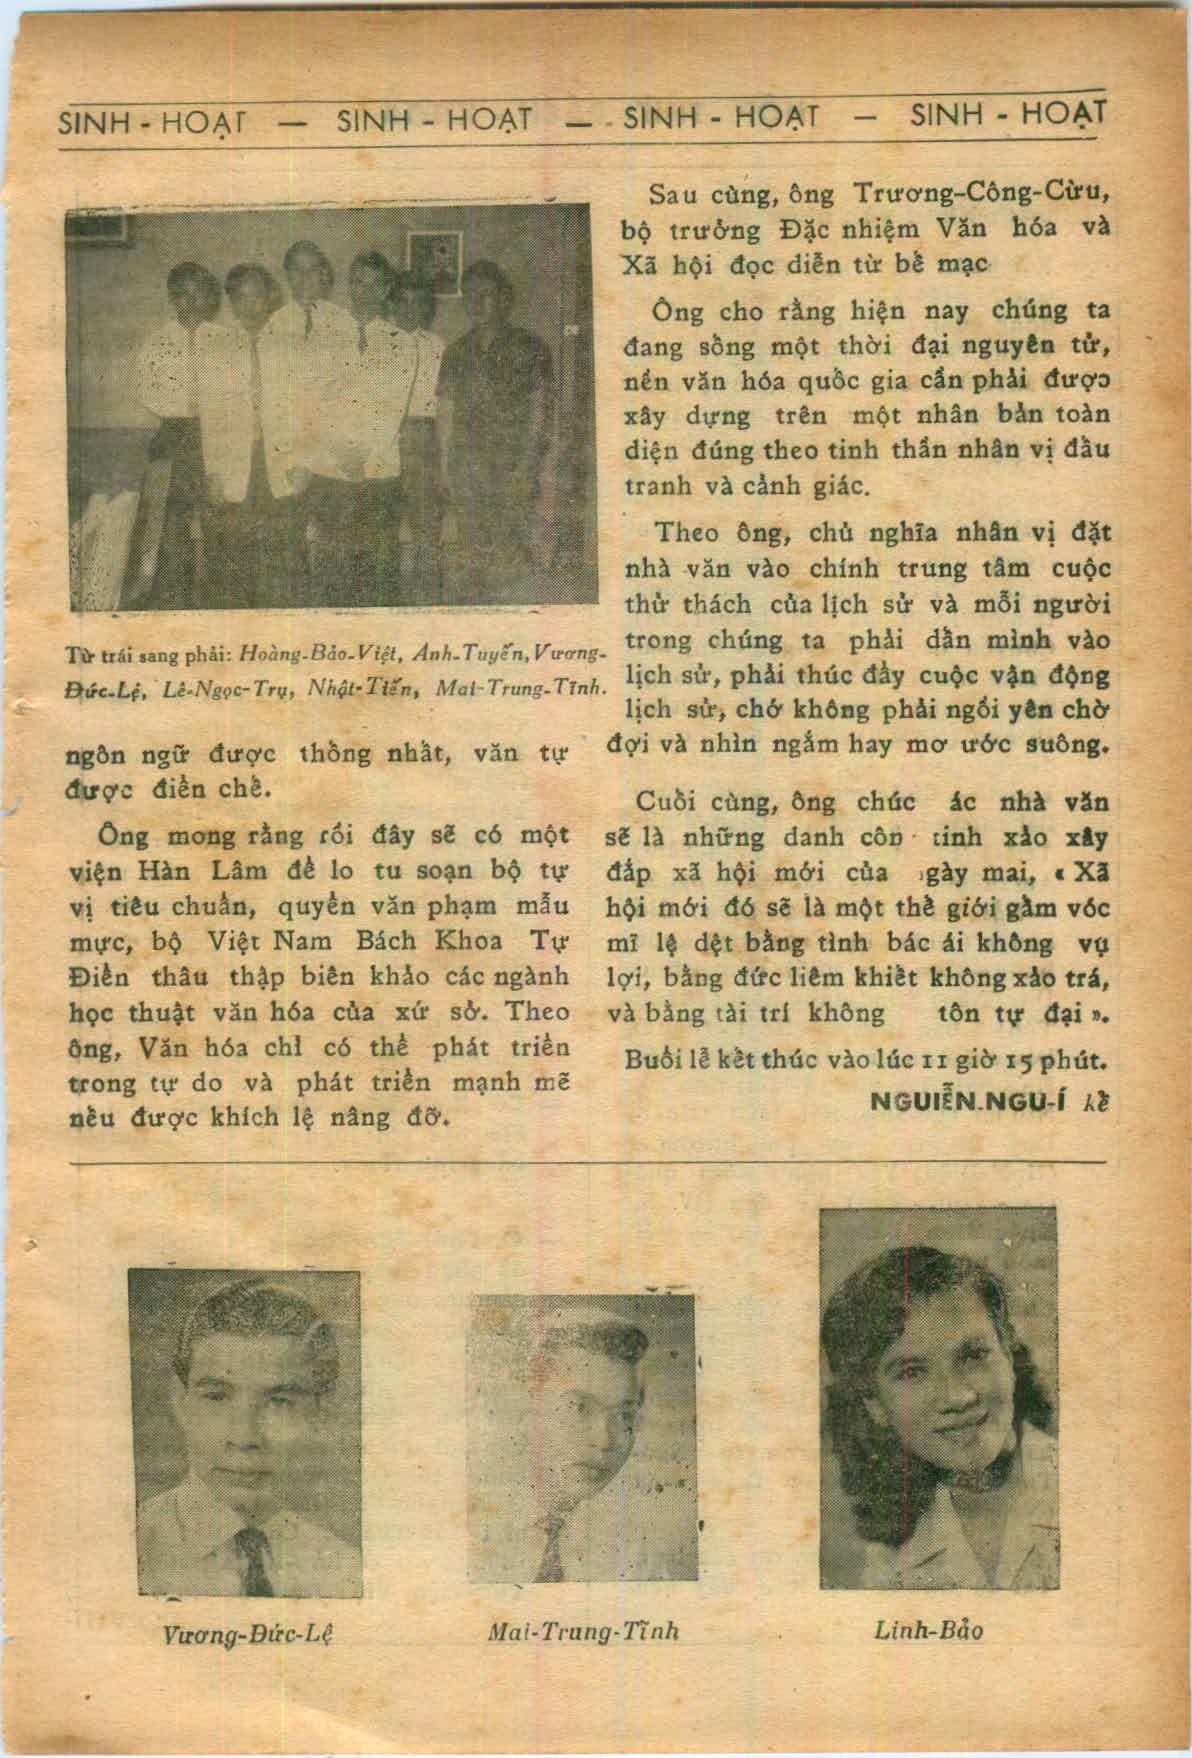 SINH - HOẠT — SINH - HOẠT — SINH - HOẠT — SINH - HOẠT
Từ trái sang phải: Hoàng-Bảo-Việt, Ánh-Tuyến, Vương-
Đức-Lệ, Lê-Ngọc-Trụ, Nhật-Tiến, Mai-Trung-Tĩnh.
ngôn ngữ được thống nhất, văn tự
được điển chế.
Ông mong rằng rồi đây sẽ có một
viện Hàn Lâm để lo tu soạn bộ tự
vị tiêu chuẩn, quyển văn phạm mẫu
mực, bộ Việt Nam Bách Khoa Tự
Điển thâu thập biên khảo các ngành
học thuật văn hóa của xứ sở. Theo
ông, Văn hóa chỉ có thể phát triển
trong tự do và phát triển mạnh mẽ
nếu được khích lệ nâng đỡ.
Sau cùng, ông Trương-Công-Cừu,
bộ trưởng Đặc nhiệm Văn hóa và
Xã hội đọc diễn từ bế mạc
Ông cho rằng hiện nay chúng ta
đang sống một thời đại nguyên tử,
nền văn hóa quốc gia cần phải được
xây dựng trên một nhân bản toàn
diện đúng theo tinh thần nhân vị đấu
tranh và cảnh giác.
Theo ông, chủ nghĩa nhân vị đặt
nhà văn vào chính trung tâm cuộc
thử thách của lịch sử và mỗi người
trong chúng ta phải dấn mình vào
lịch sử, phải thúc đẩy cuộc vận động
lịch sử, chớ không phải ngồi yên chờ
đợi và nhìn ngắm hay mơ ước suông.
Cuối cùng, ông chúc ác nhà văn
sẽ là những danh côn tinh xảo xây
đắp xã hội mới của gày mai, « Xã
hội mới đó sẽ là một thế giới gấm vóc
mĩ lệ dệt bằng tình bác ái không vụ
lợi, bằng đức liêm khiết không xảo trá,
và bằng tài trí không tôn tự đại ».
Buổi lễ kết thúc vào lúc 11 giờ 15 phút.
NGUIỄN-NGU-Í kể
Vương-Đức-Lệ
Mai-Trung-Tĩnh
Linh-Bảo